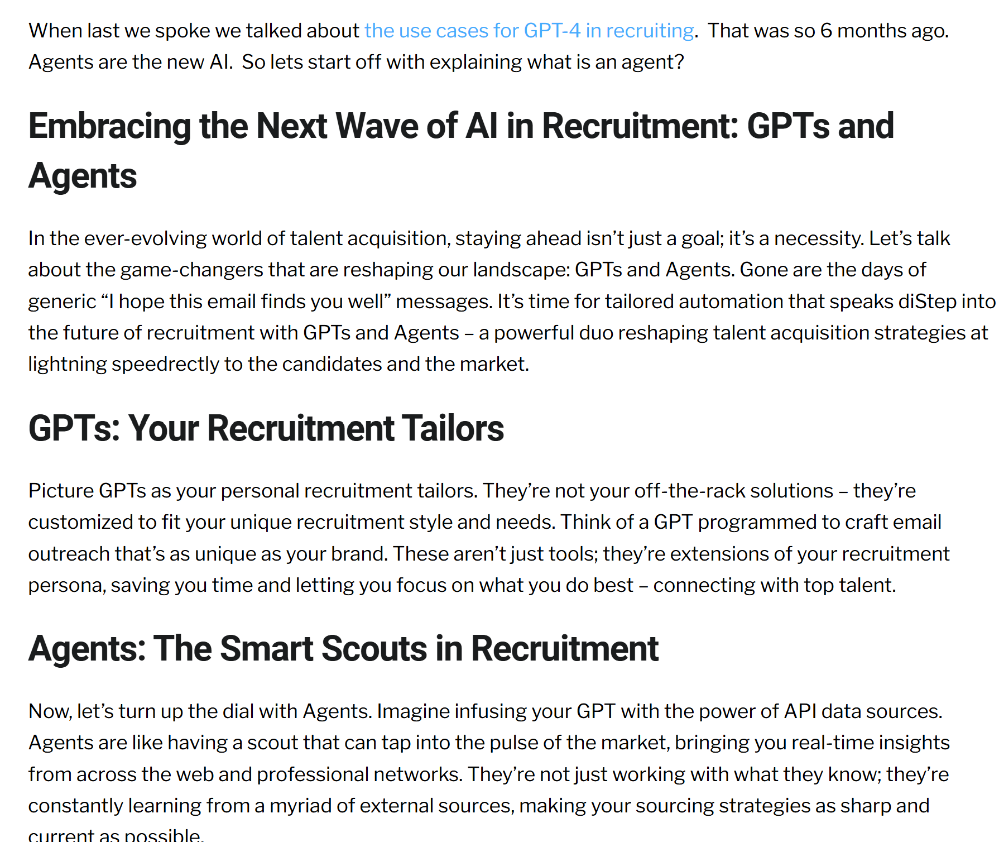 When last we spoke we talked about the use cases for GPT-4 in recruiting.  That was so 6 months ago.
Agents are the new AI.  So lets start off with explaining what is an agent?
Embracing the Next Wave of AI in Recruitment: GPTs and
Agents
In the ever-evolving world of talent acquisition, staying ahead isn’t just a goal; it’s a necessity. Let’s talk
about the game-changers that are reshaping our landscape: GPTs and Agents. Gone are the days of
generic “I hope this email finds you well” messages. It’s time for tailored automation that speaks diStep into
the future of recruitment with GPTs and Agents – a powerful duo reshaping talent acquisition strategies at
lightning speedrectly to the candidates and the market.
GPTs: Your Recruitment Tailors
Picture GPTs as your personal recruitment tailors. They’re not your off-the-rack solutions – they’re
customized to fit your unique recruitment style and needs. Think of a GPT programmed to craft email
outreach that’s as unique as your brand. These aren’t just tools; they’re extensions of your recruitment
persona, saving you time and letting you focus on what you do best – connecting with top talent.
Agents: The Smart Scouts in Recruitment
Now, let’s turn up the dial with Agents. Imagine infusing your GPT with the power of API data sources.
Agents are like having a scout that can tap into the pulse of the market, bringing you real-time insights
from across the web and professional networks. They’re not just working with what they know; they’re
constantly learning from a myriad of external sources, making your sourcing strategies as sharp and
current as possible.